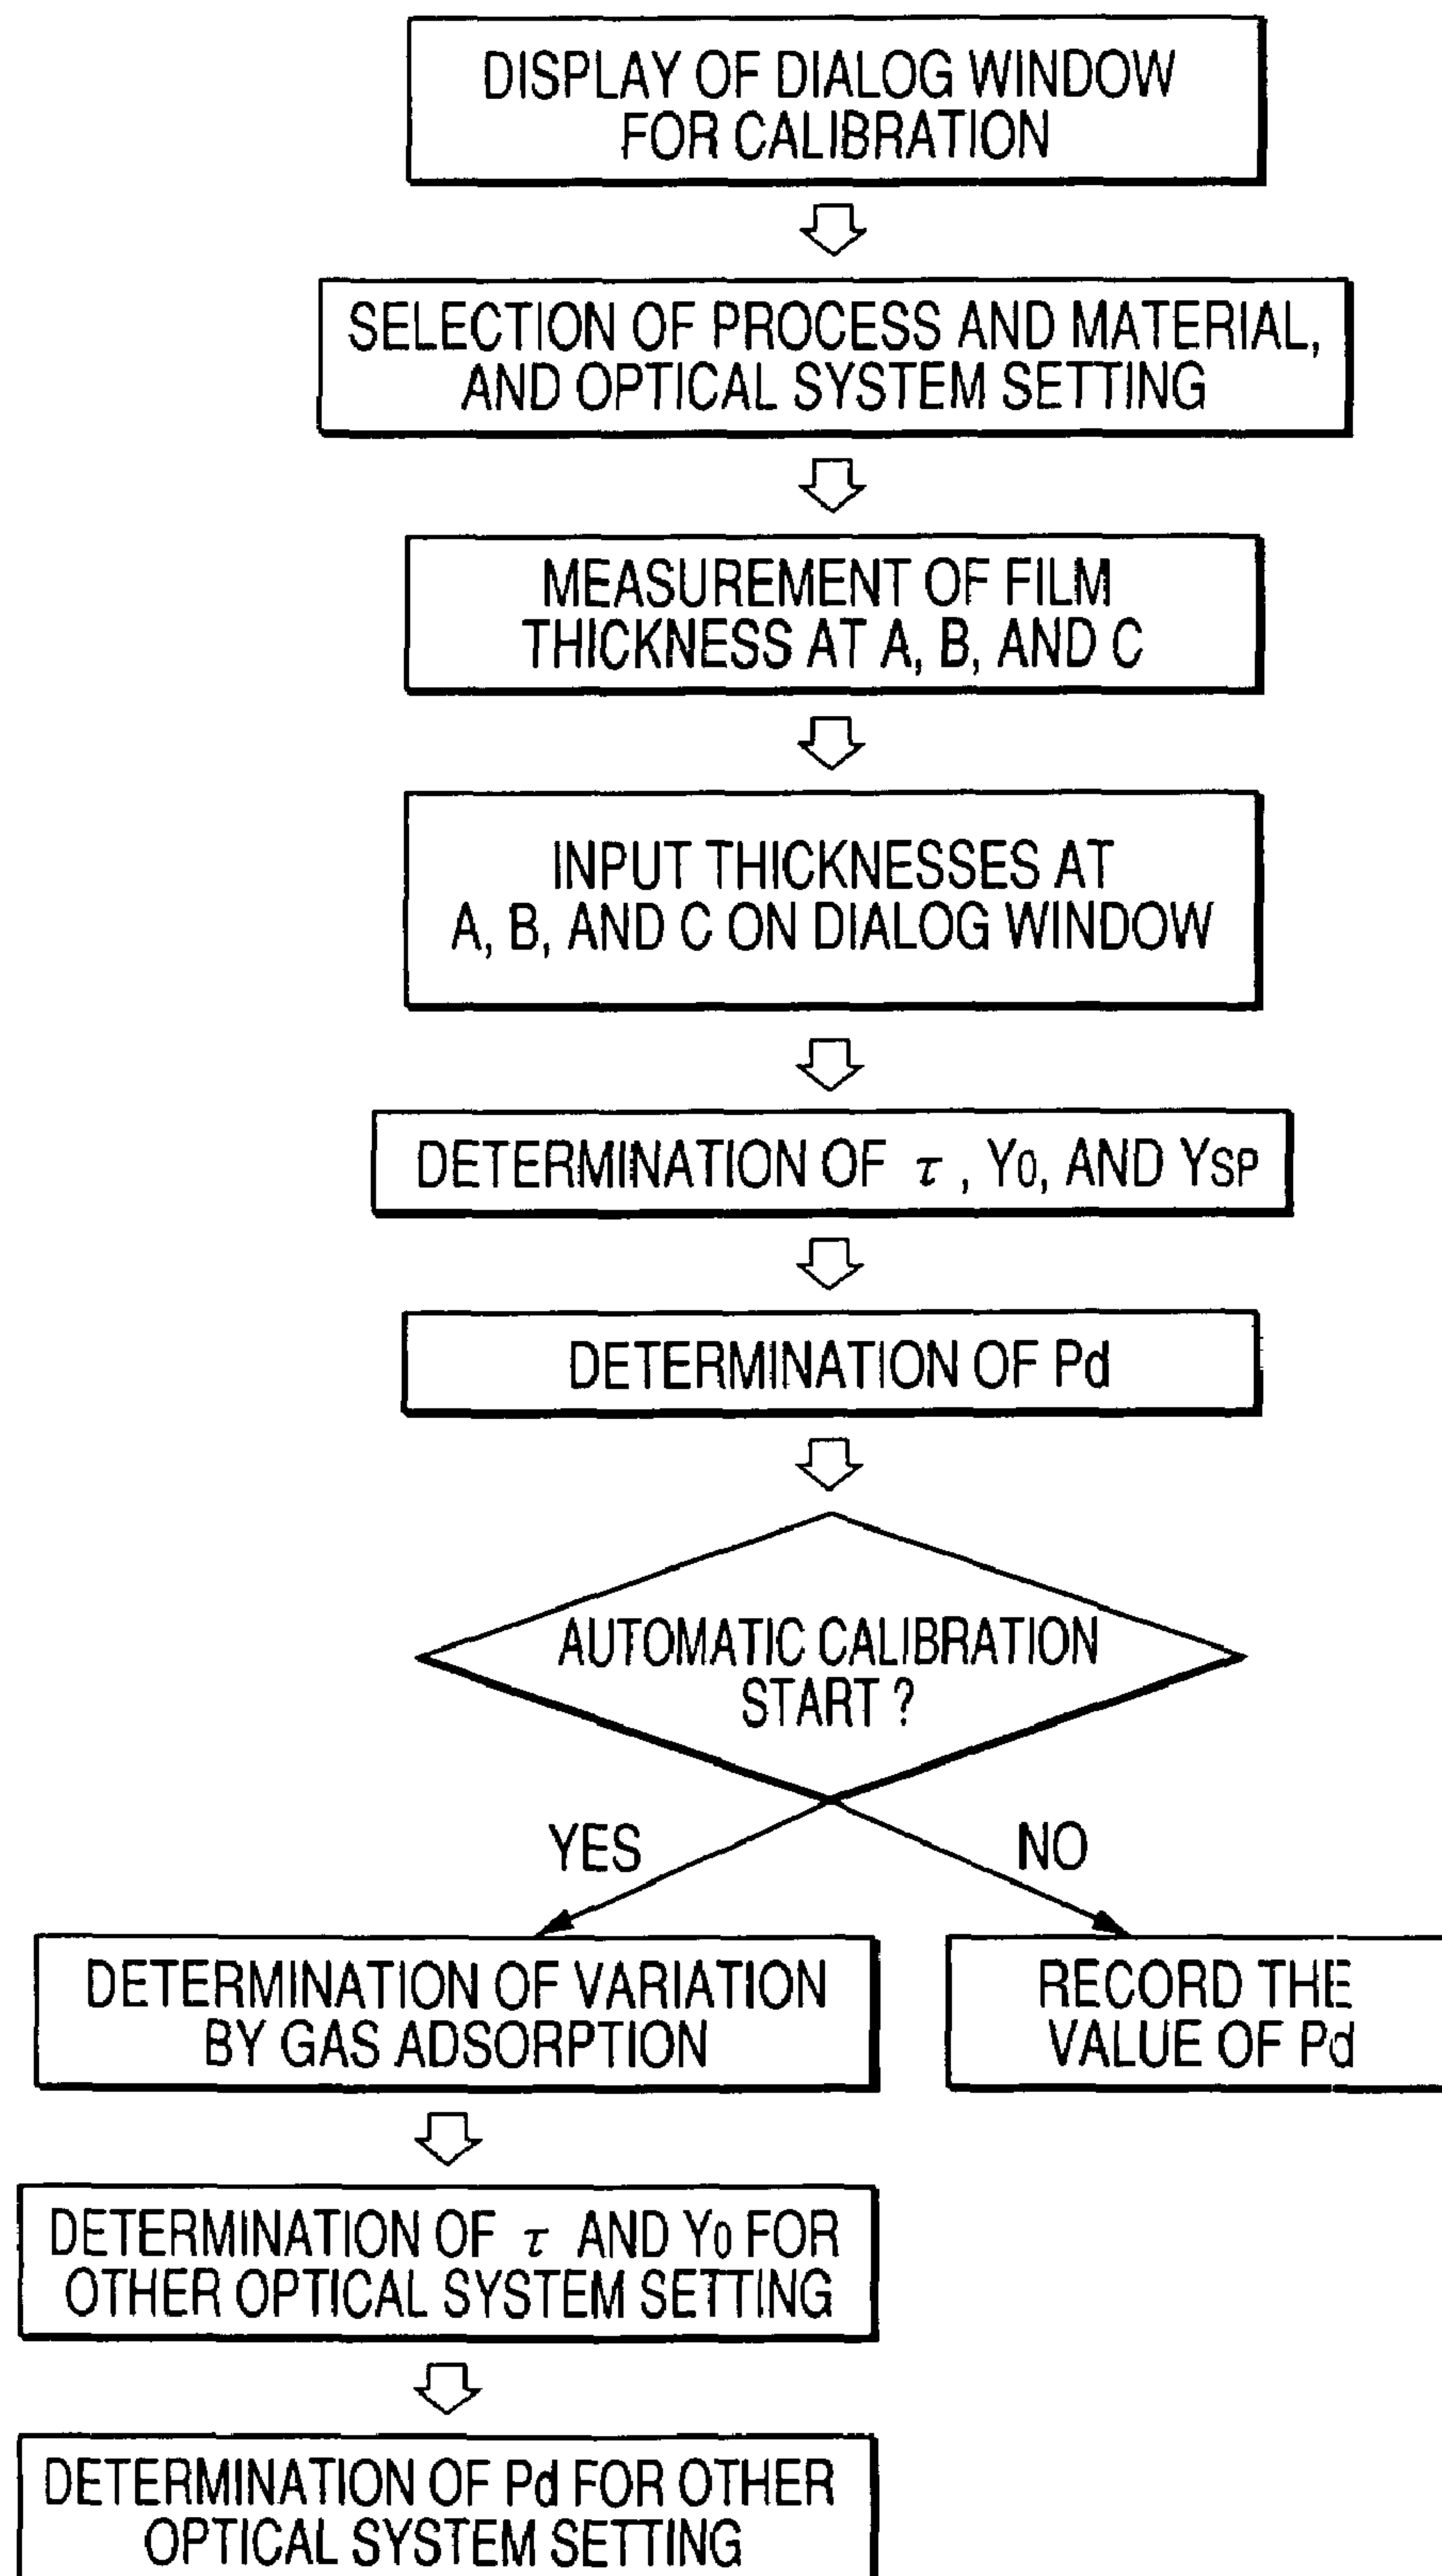 DISPLAY OF DIALOG WINDOW
FOR CALIBRATION
SELECTION OF PROCESS AND MATERIAL,
AND OPTICAL SYSTEM SETTING
MEASUREMENT OF FILM
THICKNESS AT A, B, AND C
INPUT THICKNESSES AT
A, B, AND C ON DIALOG WINDOW
DETERMINATION OF τ, Y0, AND YSP
DETERMINATION OF Pd
AUTOMATIC CALIBRATION
START ?
YES
NO
DETERMINATION OF VARIATION
BY GAS ADSORPTION
RECORD THE
VALUE OF Pd
DETERMINATION OF τ AND Y0 FOR
OTHER OPTICAL SYSTEM SETTING
DETERMINATION OF Pd FOR OTHER
OPTICAL SYSTEM SETTING